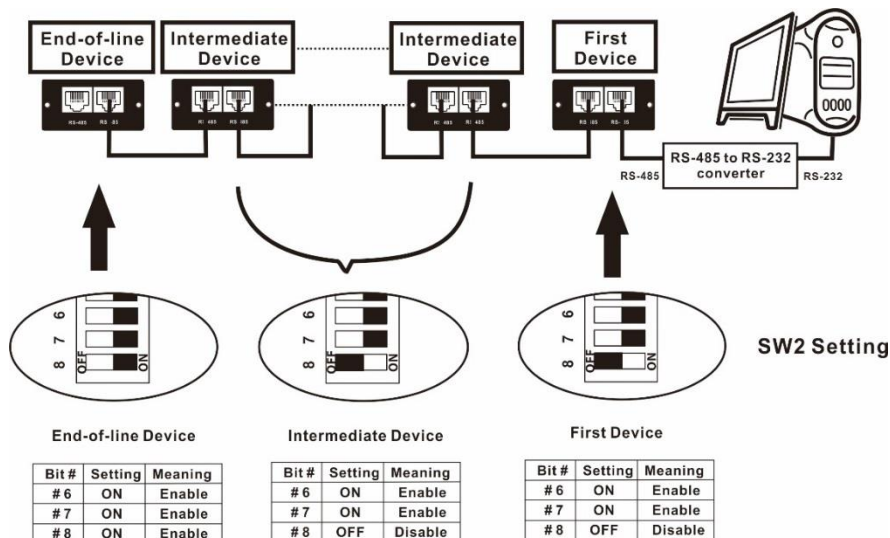 End-of-line
Device
Intermediate
Device
Intermediate
Device
First
Device
RS-485
RS-485 to RS-232
converter
RS-485
RS-232
0000
6
7
8
OFF
ON
6
7
8
OFF
ON
6
7
8
OFF
ON
SW2 Setting
End-of-line Device
Intermediate Device
First Device
Bit # Setting Meaning
# 6 ON Enable
# 7 ON Enable
# 8 ON Enable
Bit # Setting Meaning
# 6 ON Enable
# 7 ON Enable
# 8 OFF Disable
Bit # Setting Meaning
# 6 ON Enable
# 7 ON Enable
# 8 OFF Disable